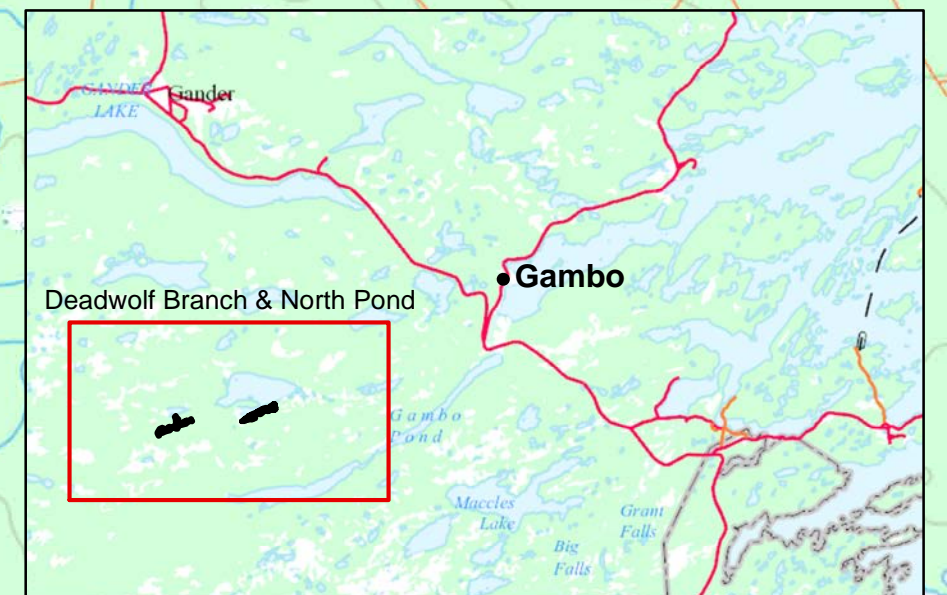 GANDER
LAKE
Gander
Gambo
Deadwolf Branch & North Pond
Gambo
Pond
Maccles
Lake
Grant
Falls
Big
Falls